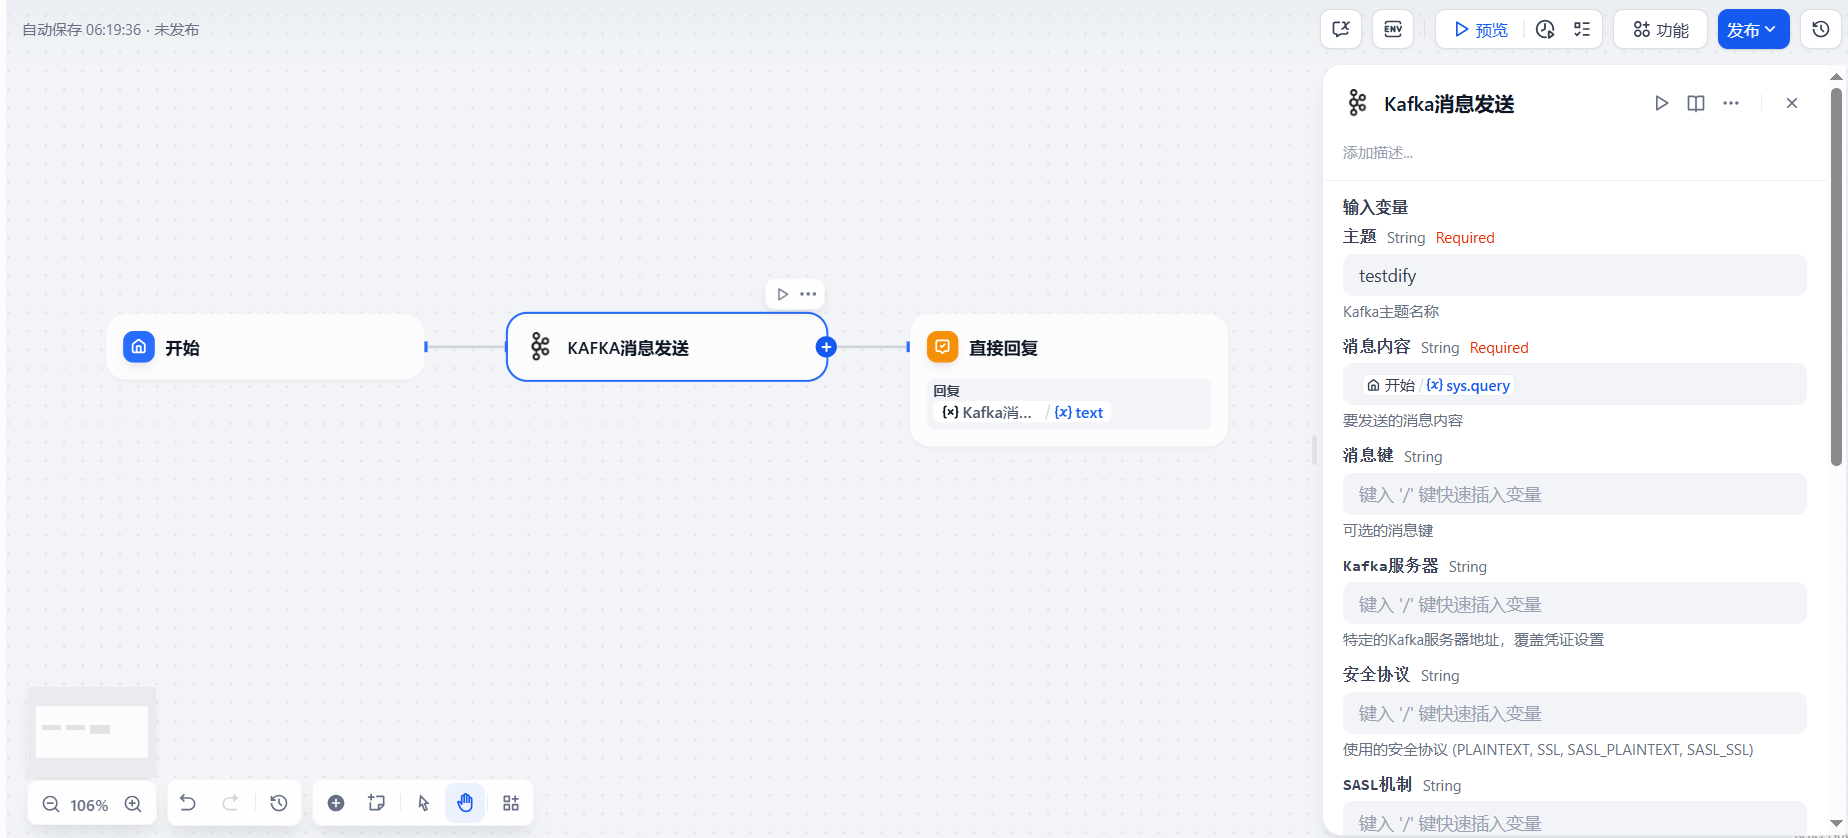 自动保存 06:19:36 · 未发布
ENV
预览
功能
发布
Kafka消息发送
添加描述...
输入变量
主题 String Required
testdify
Kafka主题名称
消息内容 String Required
开始 / {x} sys.query
要发送的消息内容
消息键 String
键入 '/' 键快速插入变量
可选的消息键
Kafka服务器 String
键入 '/' 键快速插入变量
特定的Kafka服务器地址，覆盖凭证设置
安全协议 String
键入 '/' 键快速插入变量
使用的安全协议 (PLAINTEXT, SSL, SASL_PLAINTEXT, SASL_SSL)
SASL机制 String
键入 '/' 键快速插入变量
开始
KAFKA消息发送
直接回复
回复
{x} Kafka消... / {x} text
106%